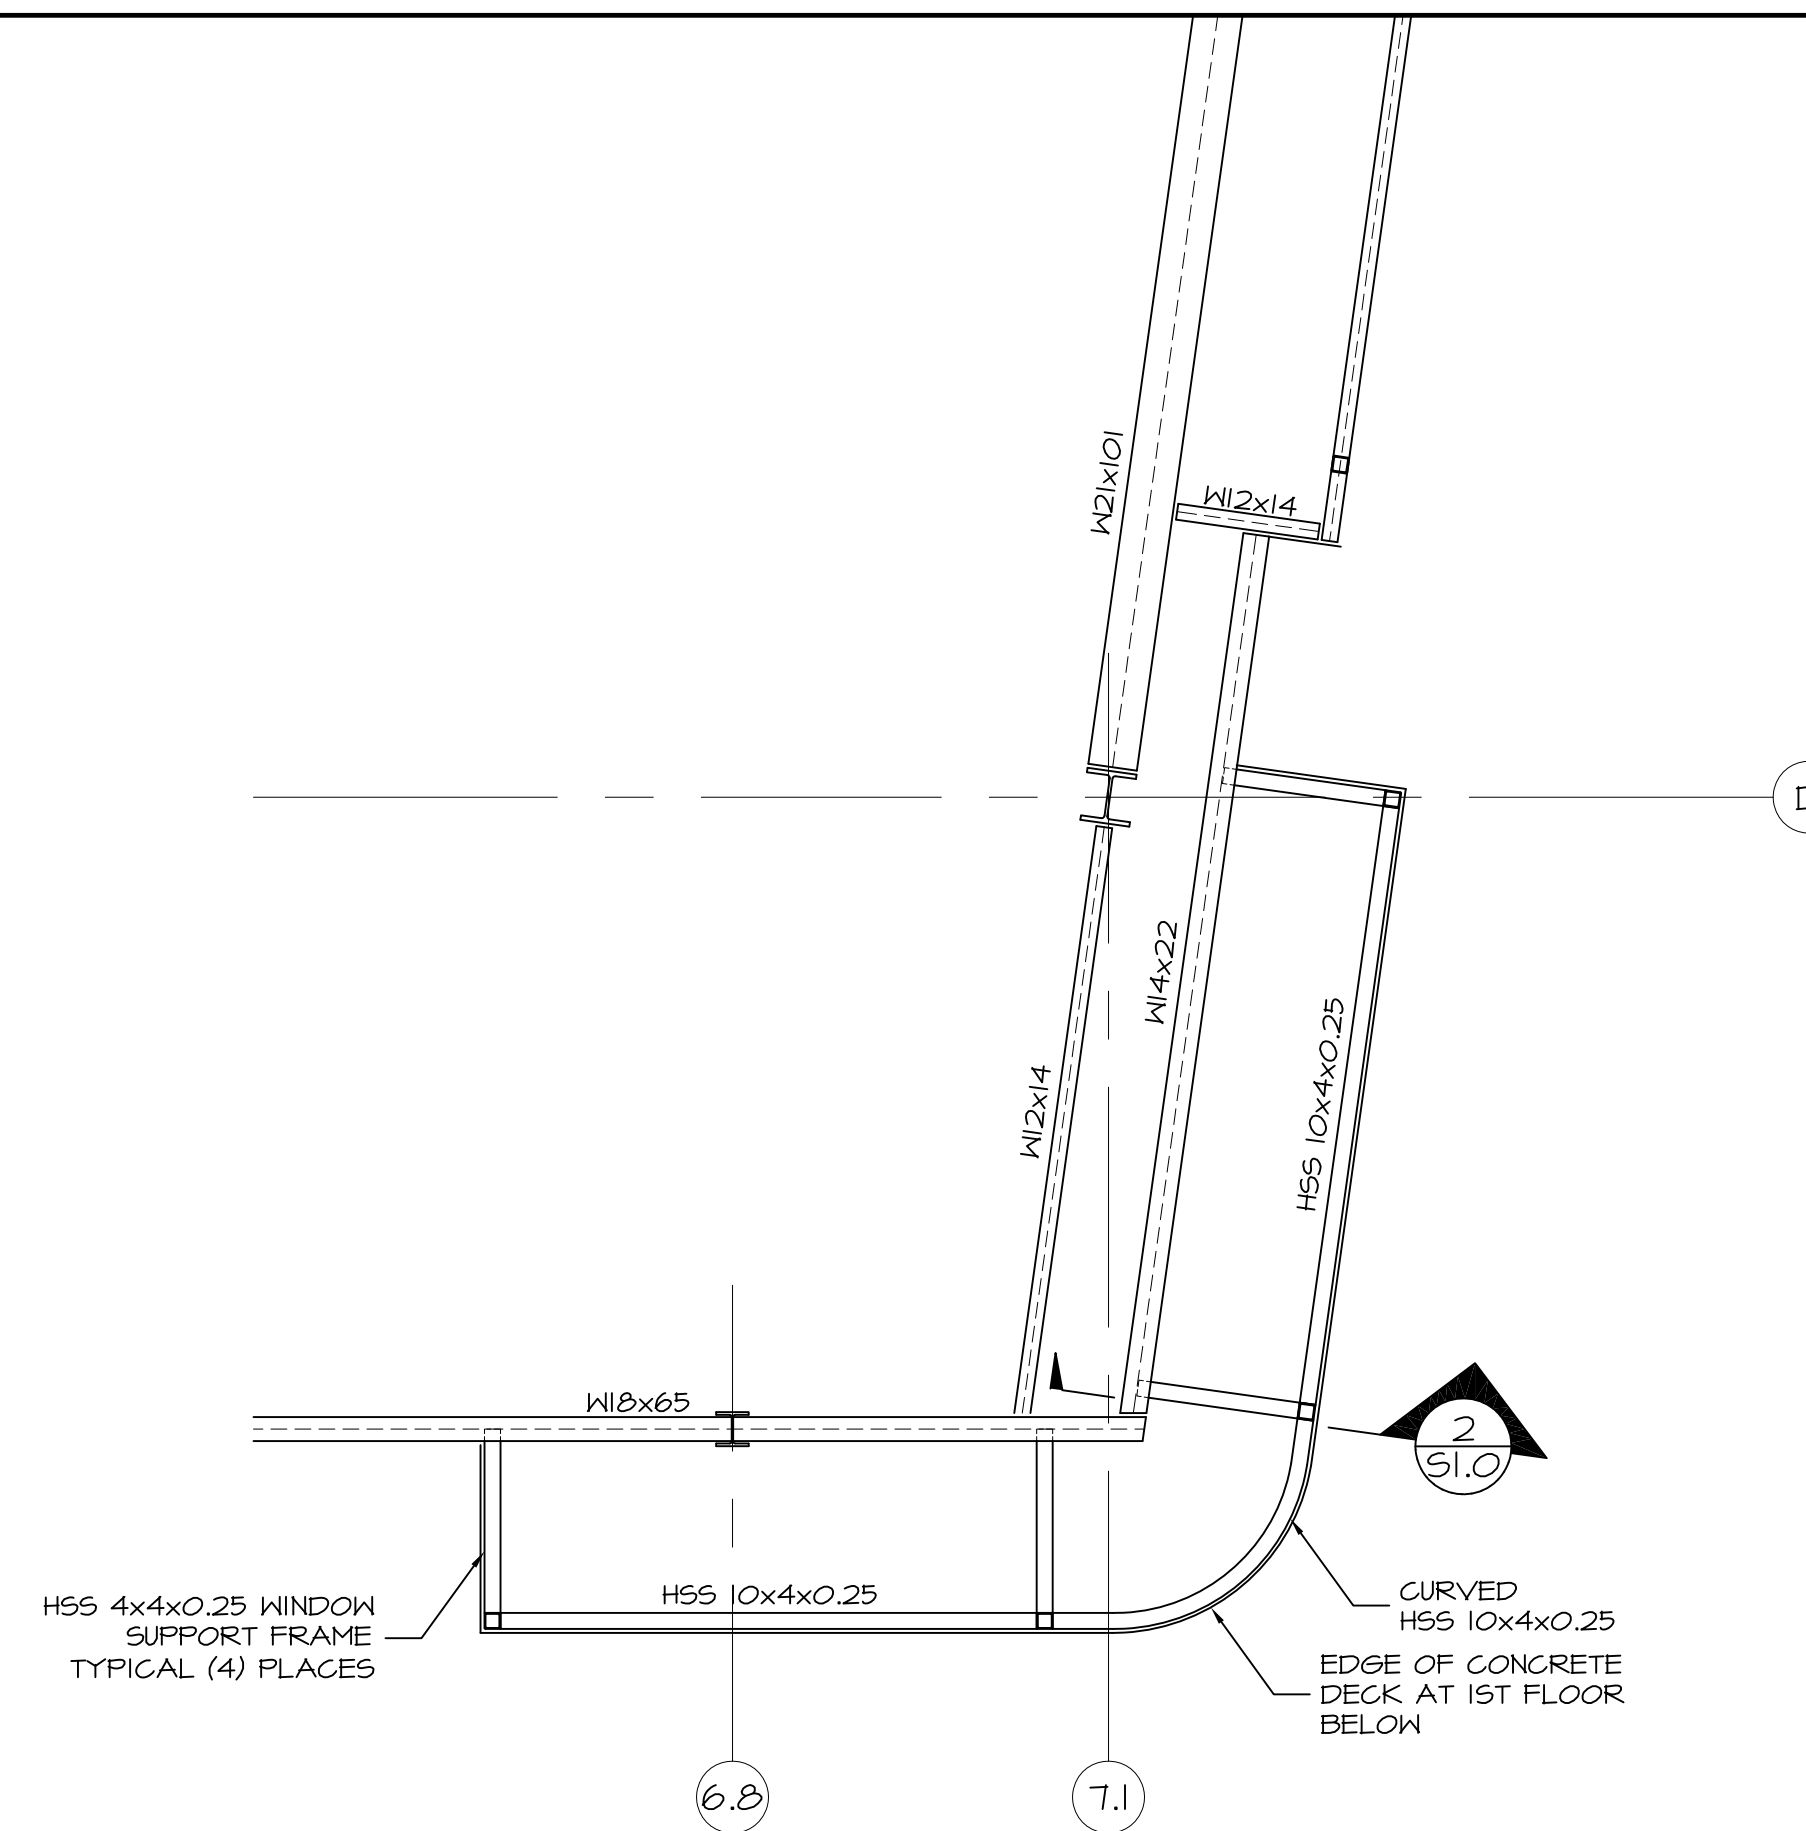 W21x101
W12x14
W14x22
W12x14
HSS 10x4x0.25
W18x65
2
S1.0
HSS 10x4x0.25
HSS 4x4x0.25 WINDOW
SUPPORT FRAME
TYPICAL (4) PLACES
CURVED
HSS 10x4x0.25
EDGE OF CONCRETE
DECK AT 1ST FLOOR
BELOW
6.8
7.1